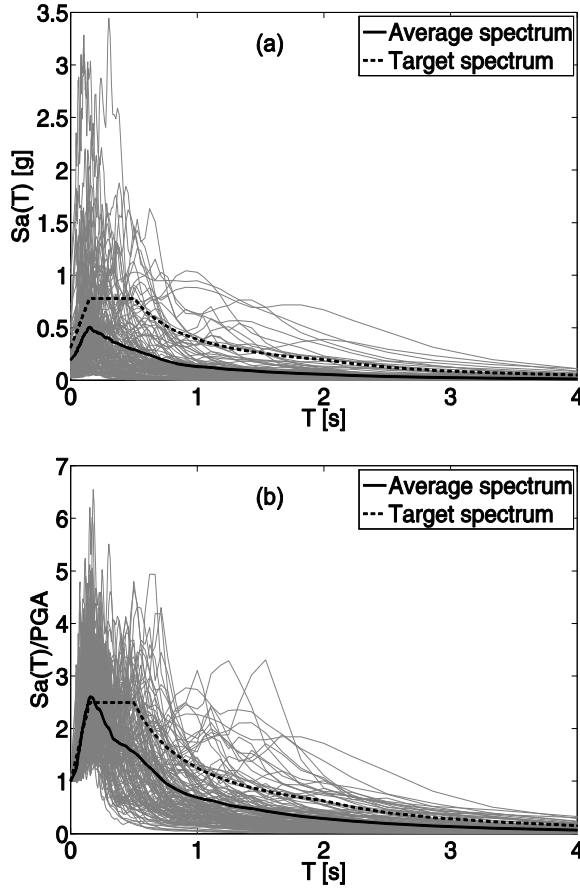 3.5
3
2.5
2
1.5
1
0.5
0
Sa(T) [g]
(a)
Average spectrum
Target spectrum
0 1 2 3 4
T [s]
7
6
5
4
3
2
1
0
Sa(T)/PGA
(b)
Average spectrum
Target spectrum
0 1 2 3 4
T [s]